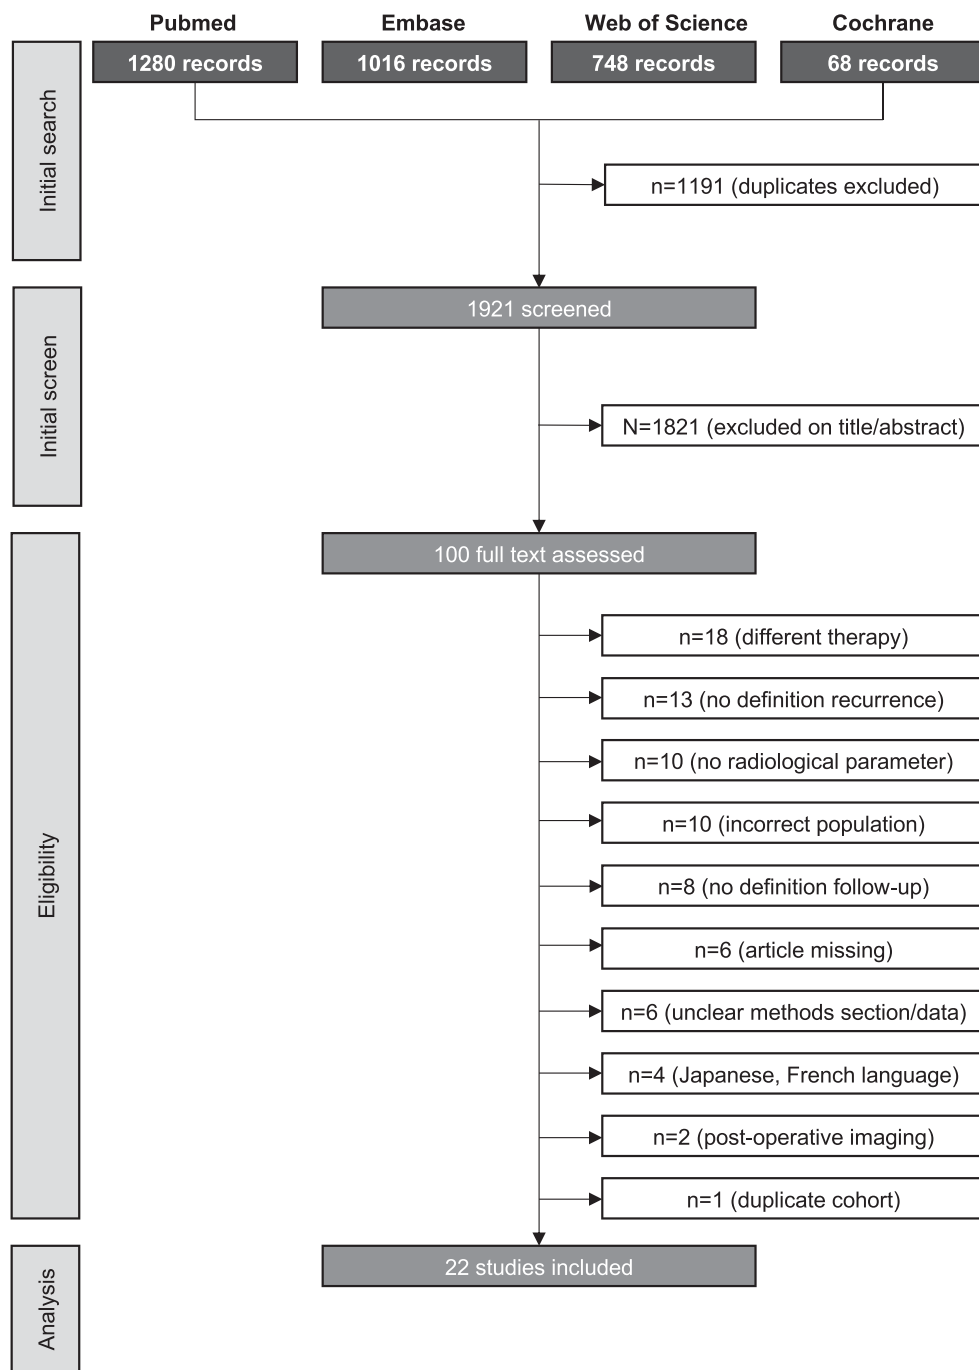 Pubmed
Embase
Web of Science
Cochrane
1280 records
1016 records
748 records
68 records
Initial search
n=1191 (duplicates excluded)
1921 screened
Initial screen
N=1821 (excluded on title/abstract)
100 full text assessed
Eligibility
n=18 (different therapy)
n=13 (no definition recurrence)
n=10 (no radiological parameter)
n=10 (incorrect population)
n=8 (no definition follow-up)
n=6 (article missing)
n=6 (unclear methods section/data)
n=4 (Japanese, French language)
n=2 (post-operative imaging)
n=1 (duplicate cohort)
Analysis
22 studies included